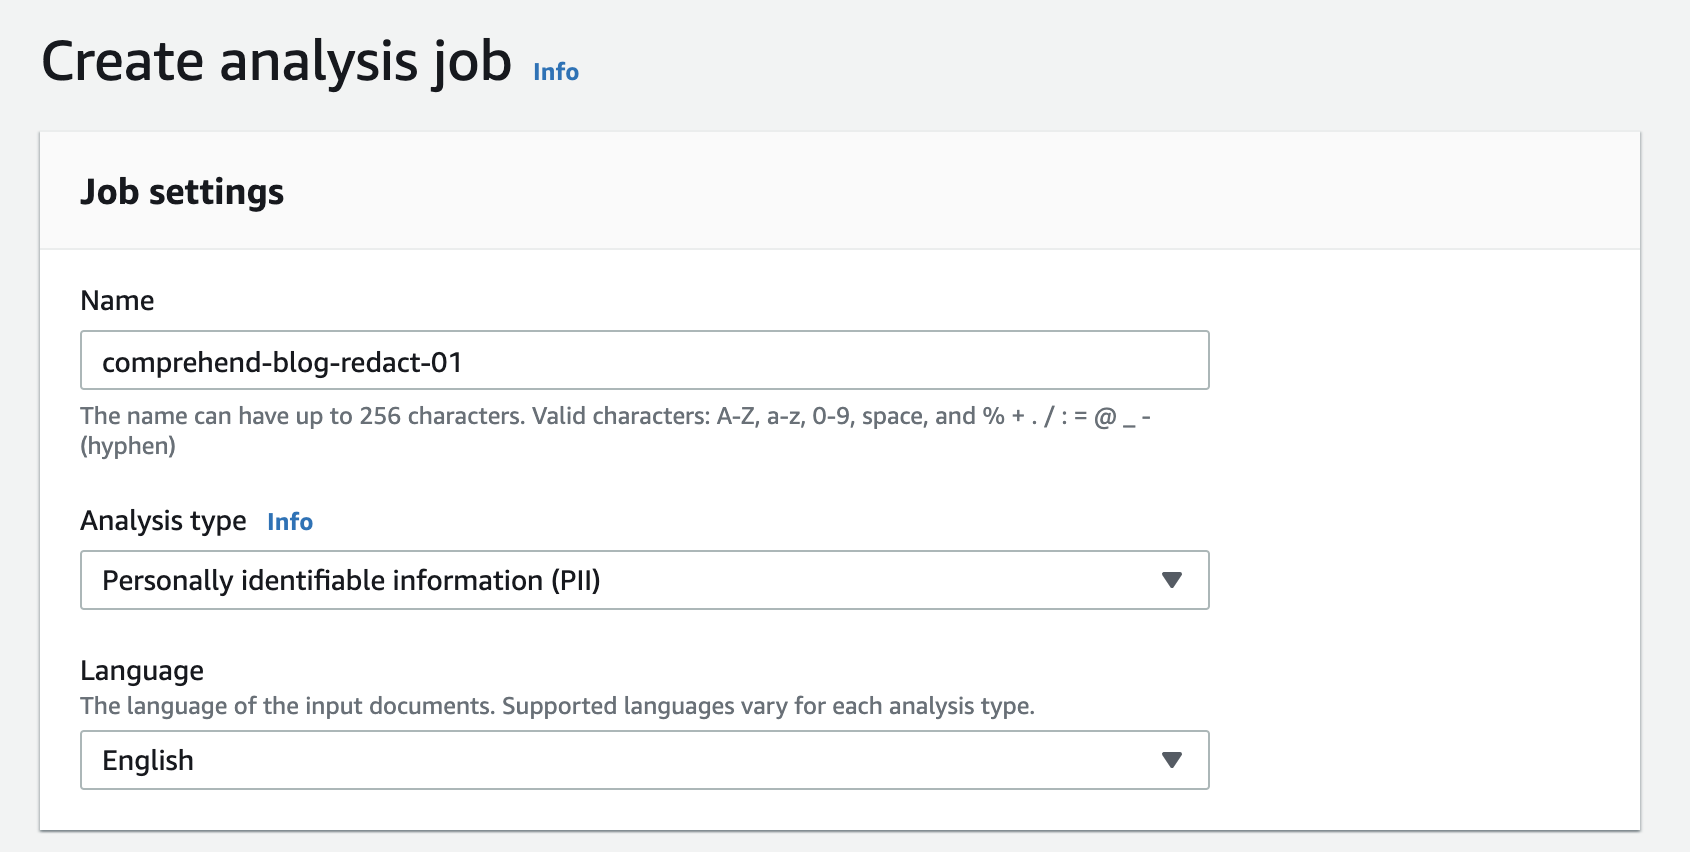 Create analysis job Info
Job settings
Name
comprehend-blog-redact-01
The name can have up to 256 characters. Valid characters: A-Z, a-z, 0-9, space, and % + . / : = @ _ -
(hyphen)
Analysis type Info
Personally identifiable information (PII)
Language
The language of the input documents. Supported languages vary for each analysis type.
English